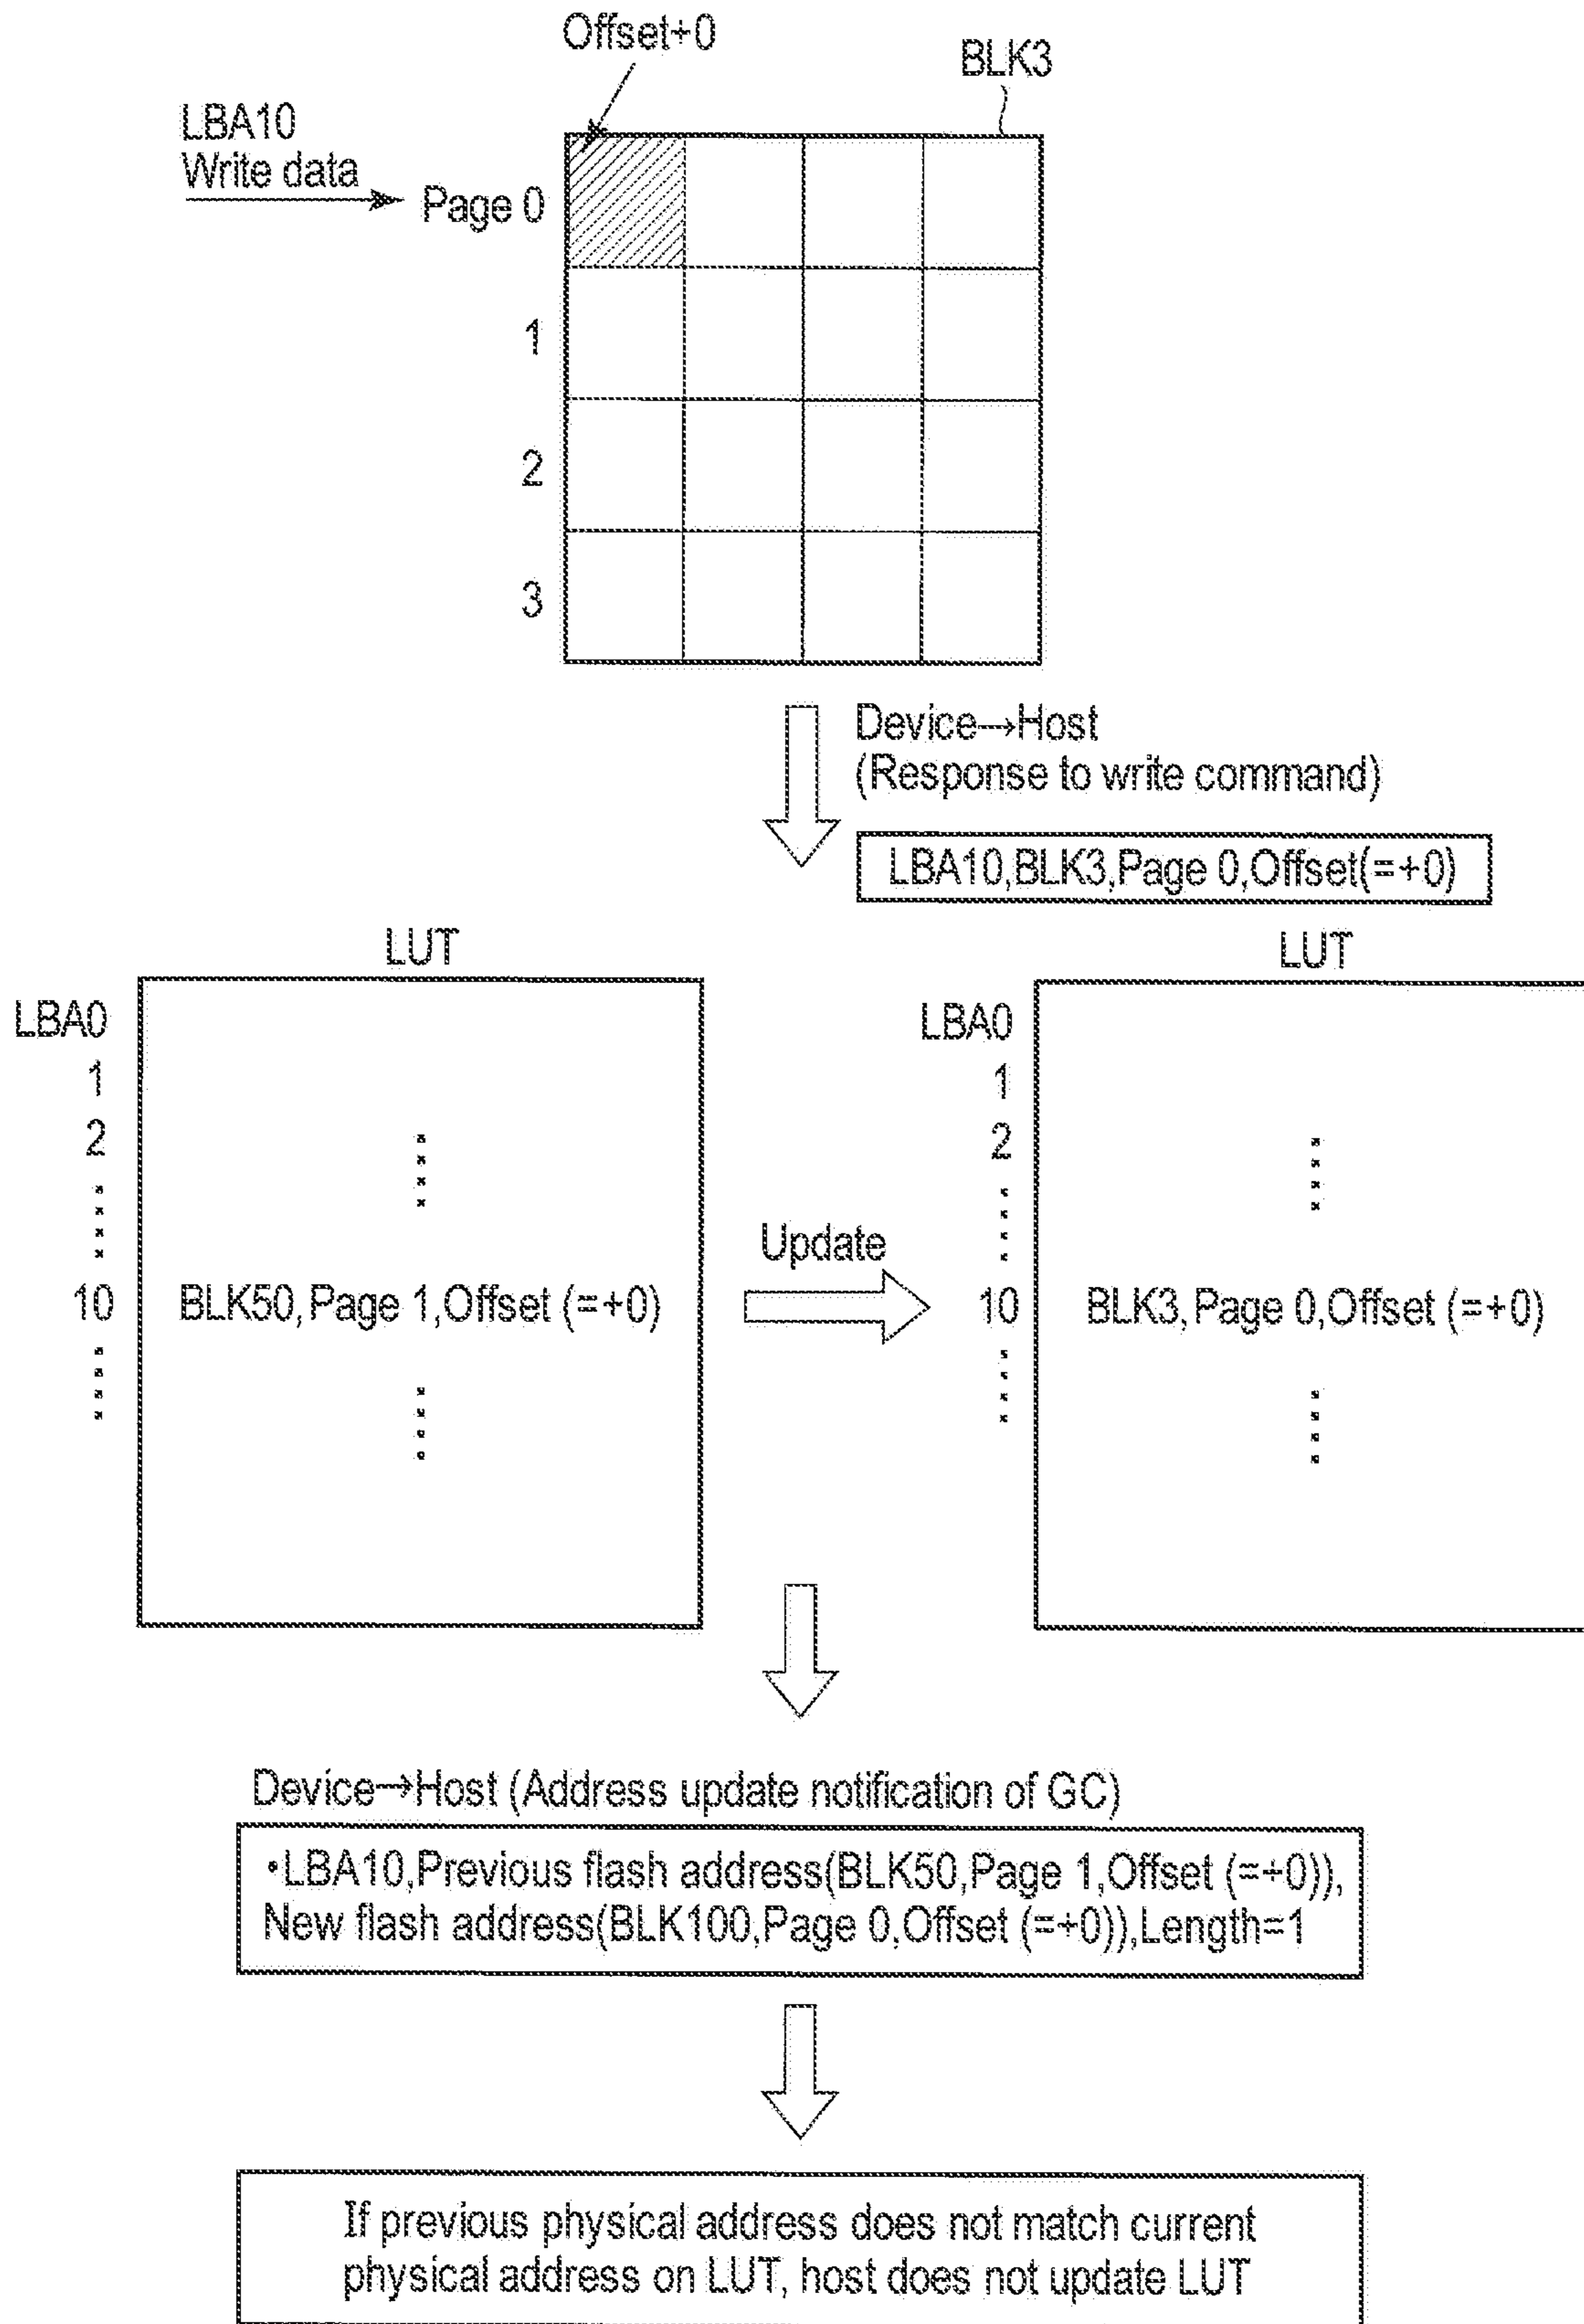 Offset+0
BLK3
LBA10
Write data
Page 0
1
2
3
Device→Host
(Response to write command)
LBA10,BLK3,Page 0,Offset(=+0)
LUT
LBA0
1
2
10
BLK50,Page 1,Offset (=+0)
Update
LUT
LBA0
1
2
10
BLK3,Page 0,Offset (=+0)
Device→Host (Address update notification of GC)
•LBA10,Previous flash address(BLK50,Page 1,Offset (=+0)),
New flash address(BLK100,Page 0,Offset (=+0)),Length=1
If previous physical address does not match current
physical address on LUT, host does not update LUT